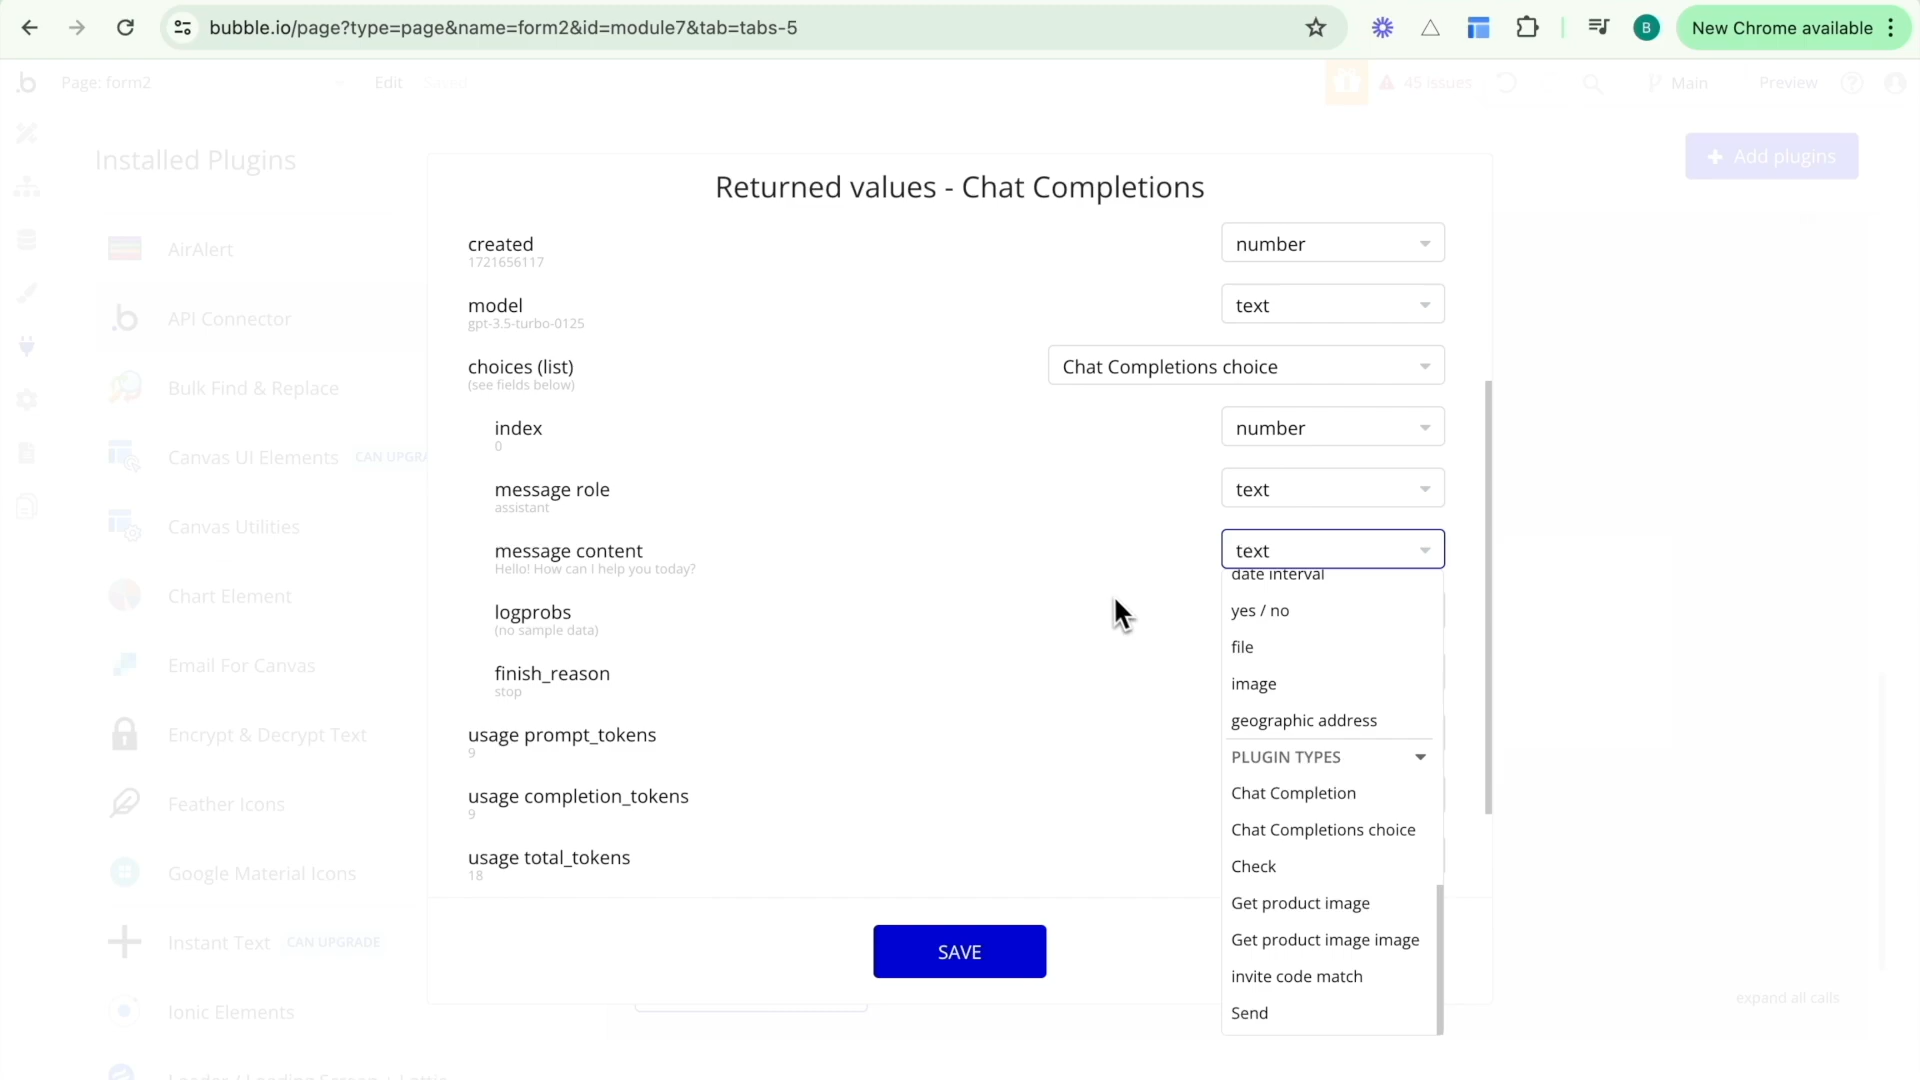 bubble.io/page?type=page&name=form2&id=module7&tab=tabs-5
B
New Chrome available
b
Page: form2
Edit
Saved
45 issues
Main
Preview
Installed Plugins
Add plugins
AirAlert
API Connector
Bulk Find & Replace
Canvas UI Elements
CAN UPGRA
Canvas Utilities
Chart Element
Email For Canvas
Encrypt & Decrypt Text
Feather Icons
Google Material Icons
Instant Text
CAN UPGRADE
Ionic Elements
Returned values - Chat Completions
created
1721656117
number
model
gpt-3.5-turbo-0125
text
choices (list)
(see fields below)
Chat Completions choice
index
0
number
message role
assistant
text
message content
Hello! How can I help you today?
text
logprobs
(no sample data)
finish_reason
stop
usage prompt_tokens
9
usage completion_tokens
9
usage total_tokens
18
date interval
yes / no
file
image
geographic address
PLUGIN TYPES
Chat Completion
Chat Completions choice
Check
Get product image
Get product image image
invite code match
Send
SAVE
expand all calls